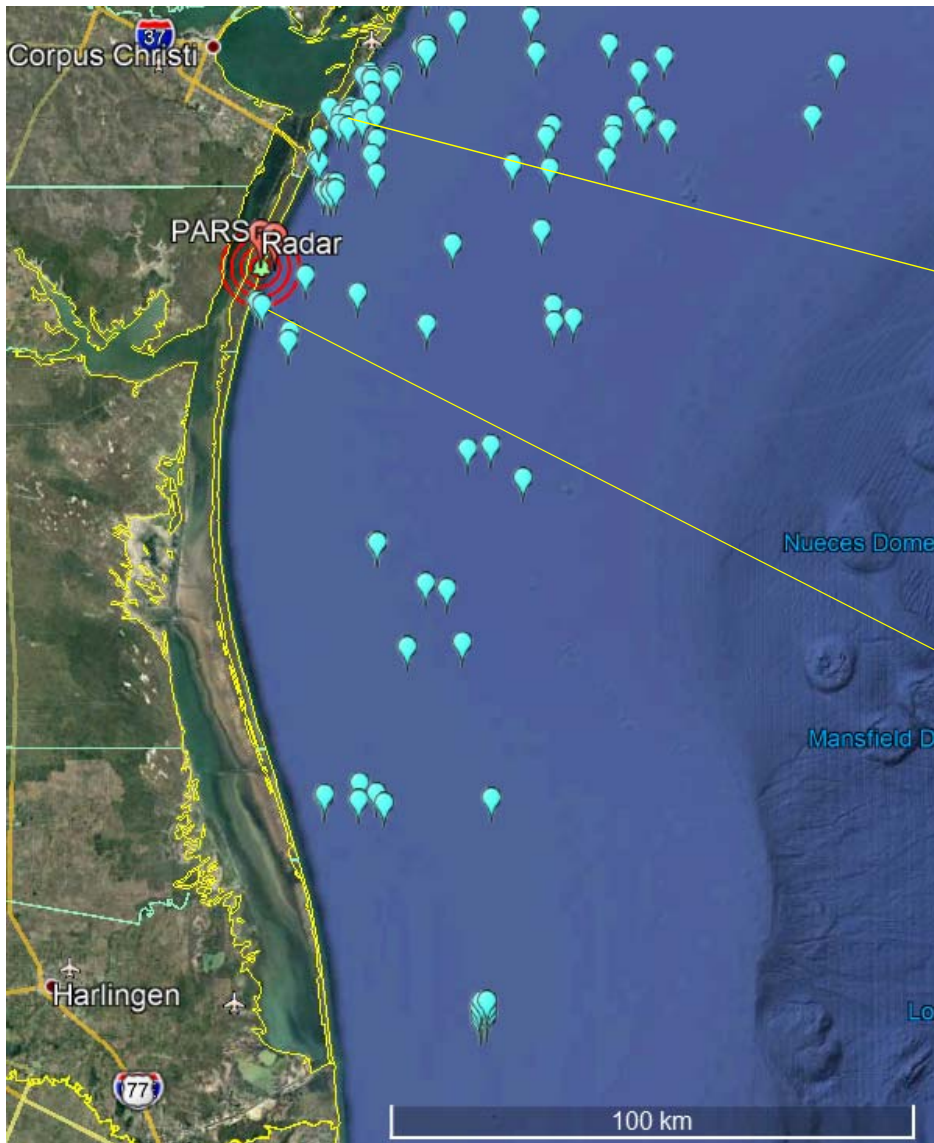 37
Corpus Christi
PARS
Radar
Nueces Dome
Mansfield D
Harlingen
Lo
77
100 km